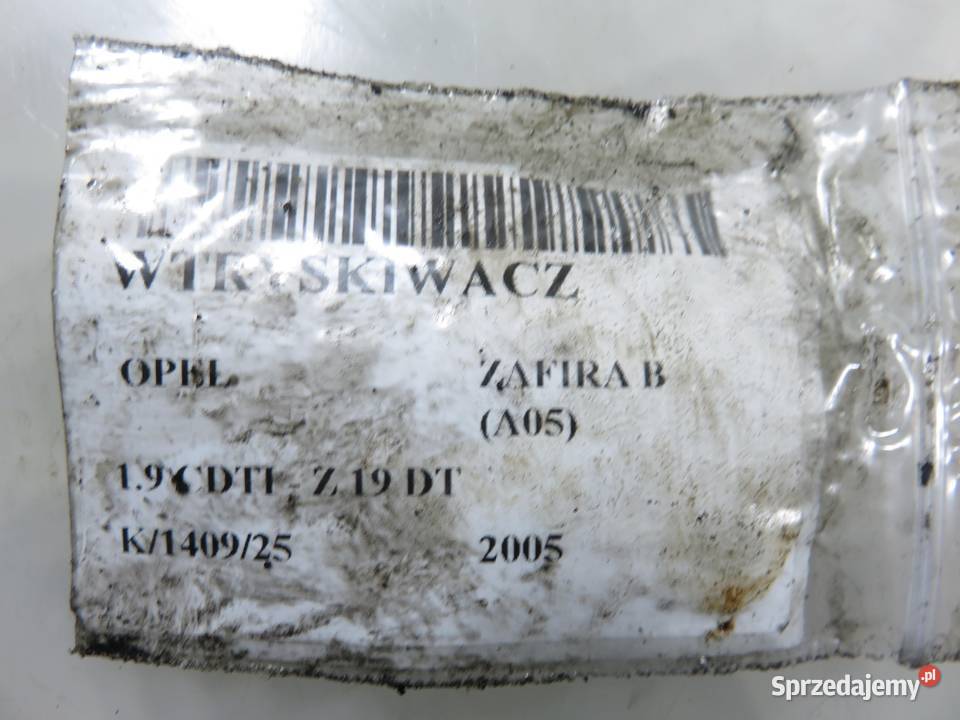 WTRYSKIWACZ
OPEL ZAFIRA B
(A05)
1.9 CDTI - Z 19 DT
K/1409/25 2005
Sprzedajemy.pl